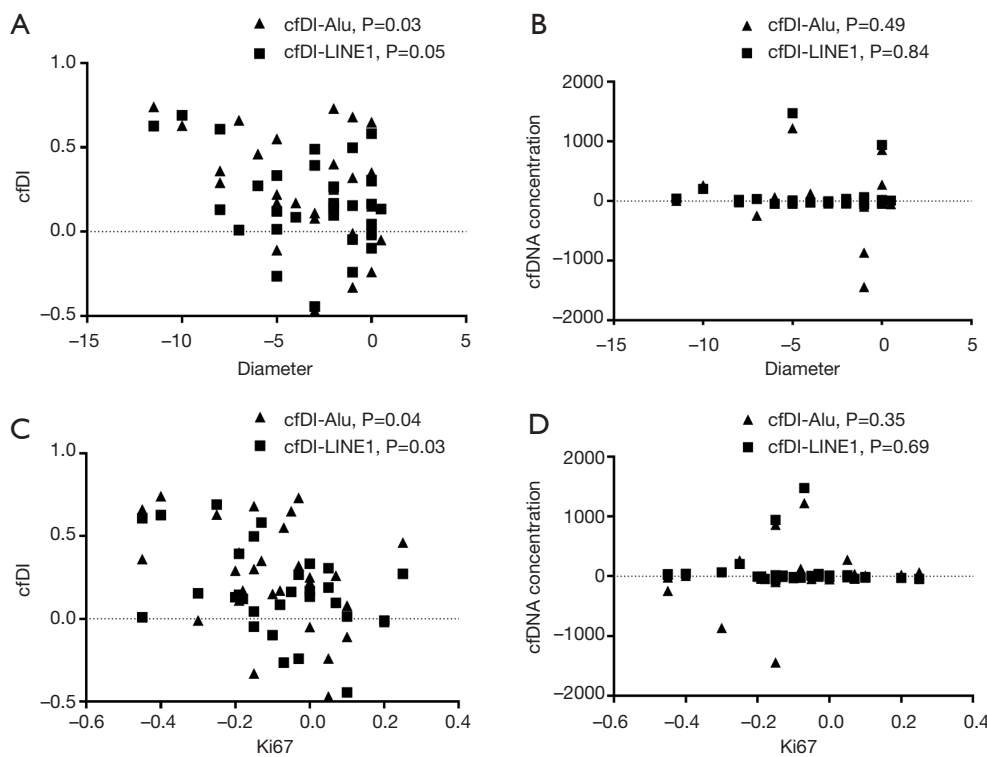 A
cfDI-Alu, P=0.03
cfDI-LINE1, P=0.05
1.0
0.5
0.0
−0.5
cfDI
−15 −10 −5 0 5
Diameter
B
cfDI-Alu, P=0.49
cfDI-LINE1, P=0.84
2000
1000
0
−1000
−2000
cfDNA concentration
−15 −10 −5 0 5
Diameter
C
cfDI-Alu, P=0.04
cfDI-LINE1, P=0.03
1.0
0.5
0.0
−0.5
cfDI
−0.6 −0.4 −0.2 0.0 0.2 0.4
Ki67
D
cfDI-Alu, P=0.35
cfDI-LINE1, P=0.69
2000
1000
0
−1000
−2000
cfDNA concentration
−0.6 −0.4 −0.2 0.0 0.2 0.4
Ki67